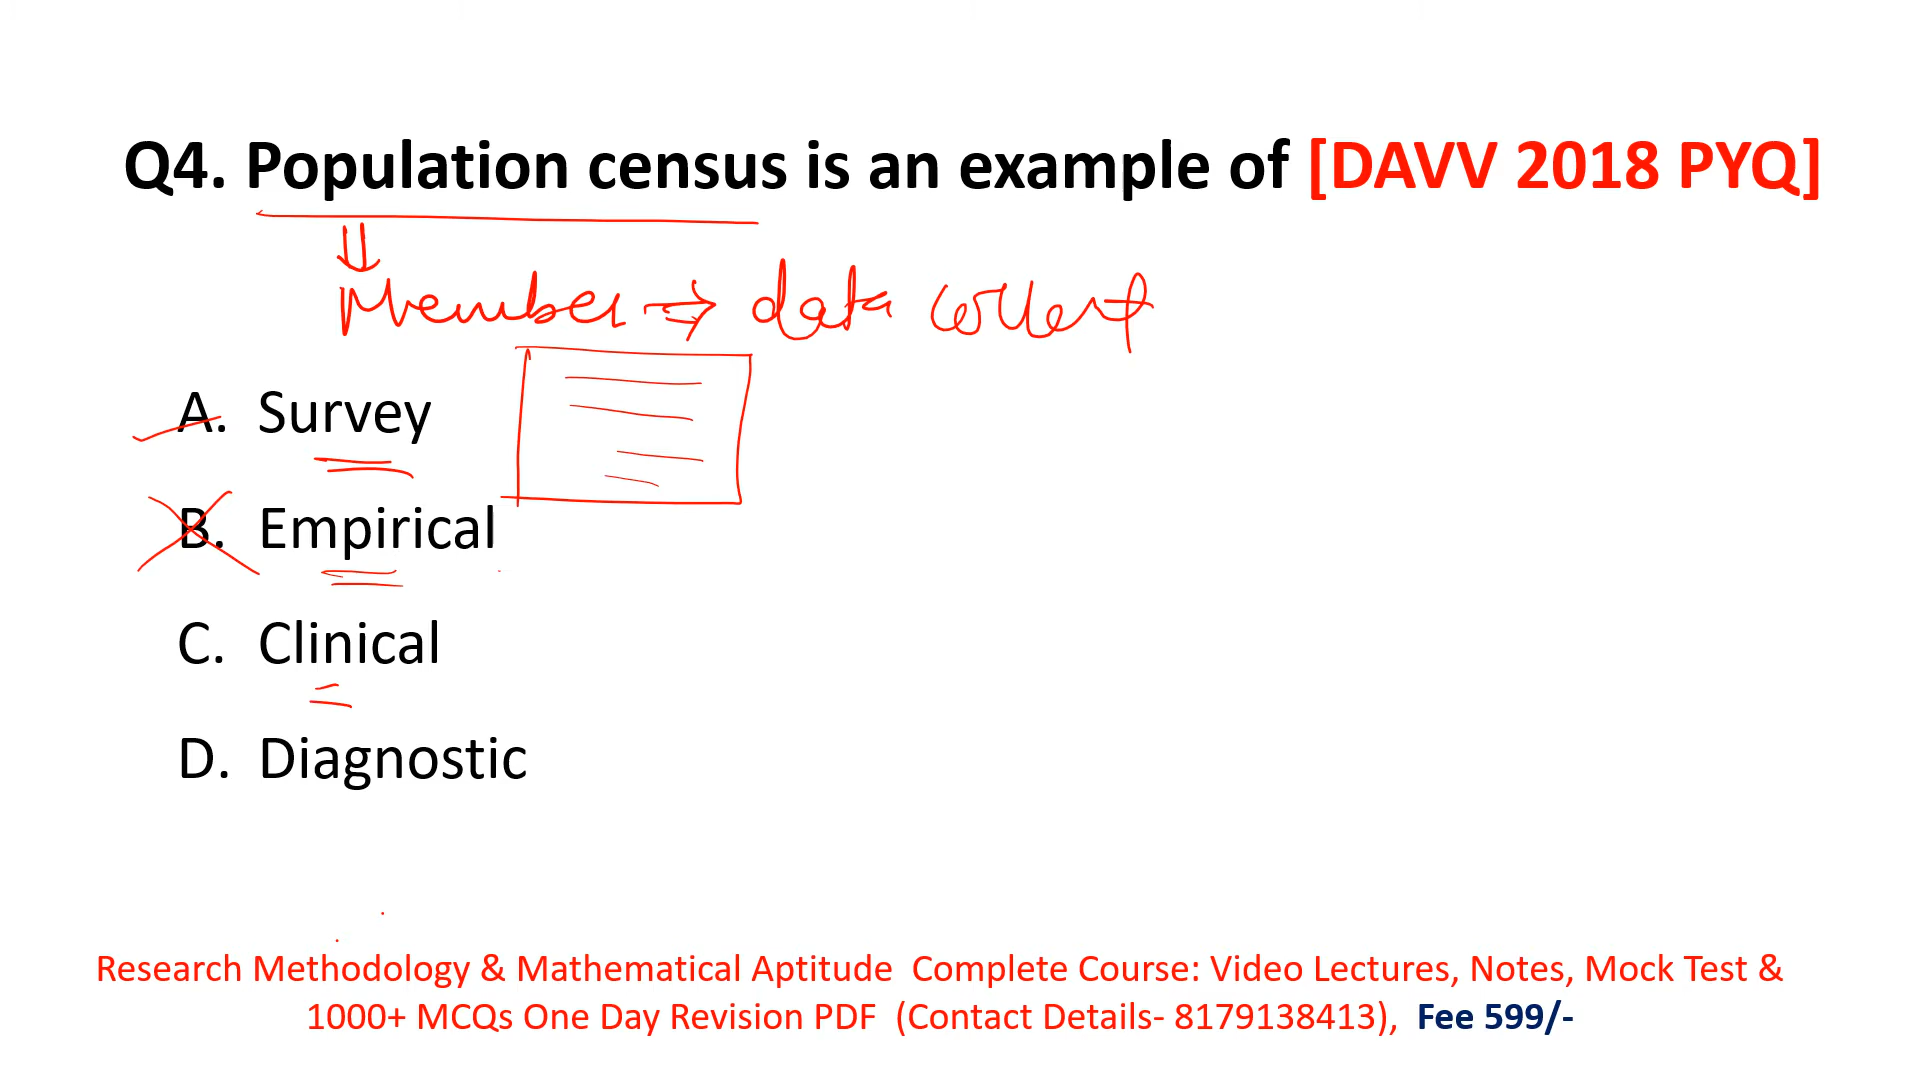 Q4. Population census is an example of [DAVV 2018 PYQ]
Member → data collect
A. Survey
B. Empirical
C. Clinical
D. Diagnostic
Research Methodology & Mathematical Aptitude Complete Course: Video Lectures, Notes, Mock Test &
1000+ MCQs One Day Revision PDF (Contact Details- 8179138413), Fee 599/-